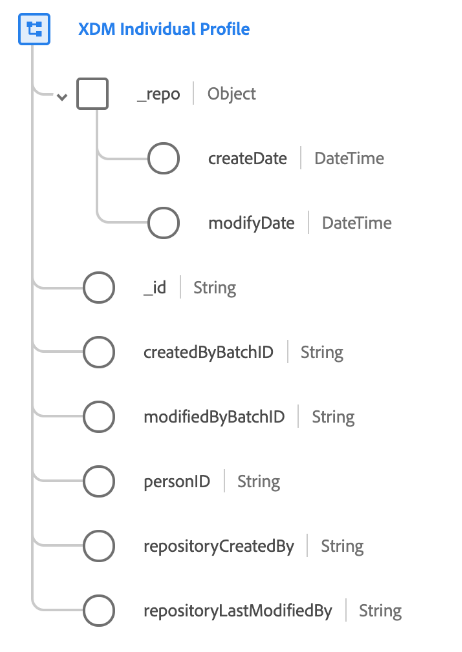 XDM Individual Profile
_repo Object
createDate DateTime
modifyDate DateTime
_id String
createdByBatchID String
modifiedByBatchID String
personID String
repositoryCreatedBy String
repositoryLastModifiedBy String